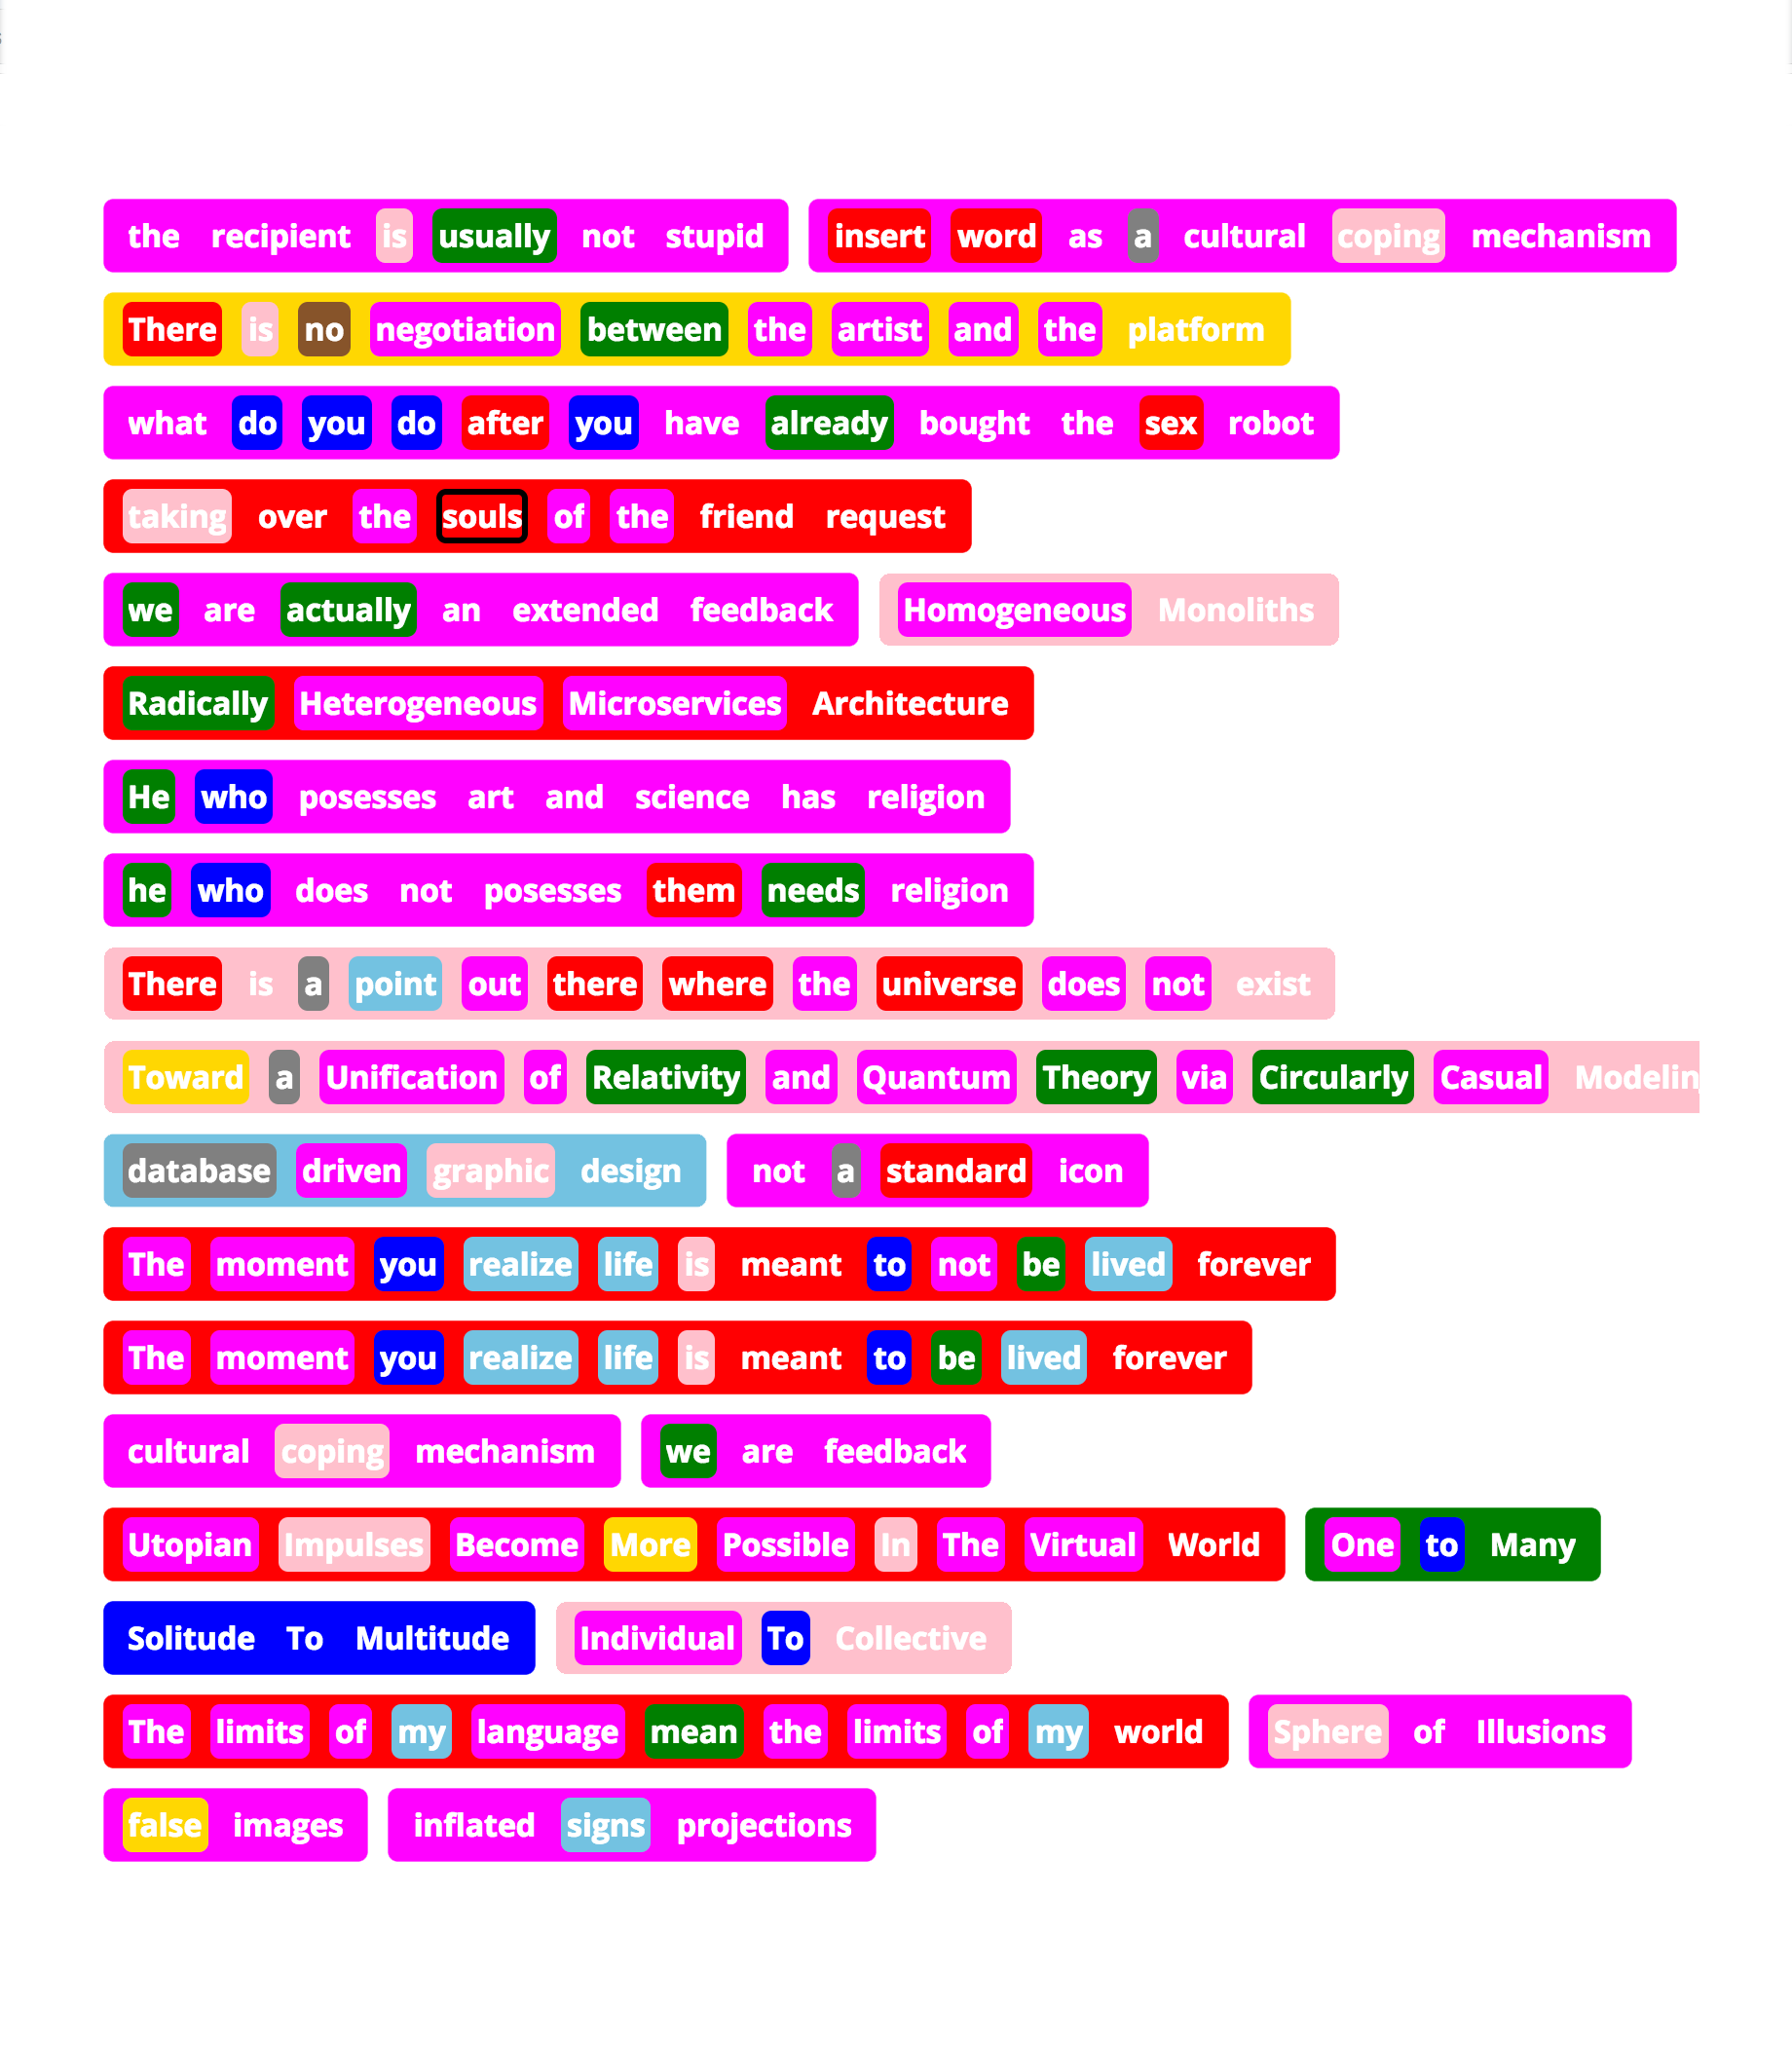 the recipient is usually not stupid insert word as a cultural coping mechanism
There is no negotiation between the artist and the platform
what do you do after you have already bought the sex robot
taking over the souls of the friend request
we are actually an extended feedback Homogeneous Monoliths
Radically Heterogeneous Microservices Architecture
He who posesses art and science has religion
he who does not posesses them needs religion
There is a point out there where the universe does not exist
Toward a Unification of Relativity and Quantum Theory via Circularly Casual Modelin
database driven graphic design not a standard icon
The moment you realize life is meant to not be lived forever
The moment you realize life is meant to be lived forever
cultural coping mechanism we are feedback
Utopian Impulses Become More Possible In The Virtual World One to Many
Solitude To Multitude Individual To Collective
The limits of my language mean the limits of my world Sphere of Illusions
false images inflated signs projections